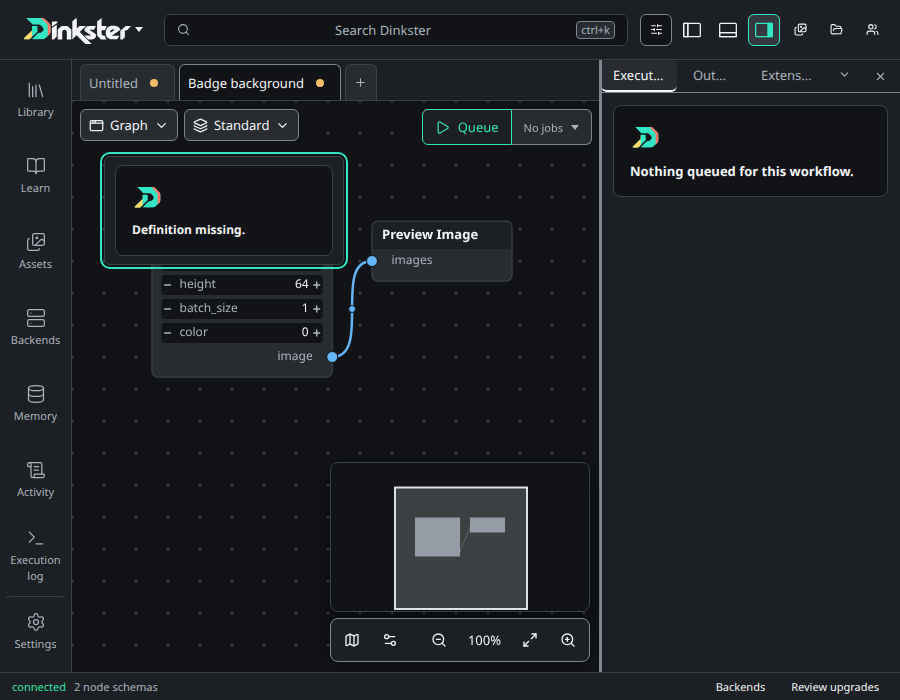 Dinkster
Search Dinkster
ctrl+k
Library
Learn
Assets
Backends
Memory
Activity
Execution
log
Settings
Untitled
Badge background
+
Graph
Standard
Queue
No jobs
Definition missing.
height 64
batch_size 1
color 0
image
Preview Image
images
100%
Execut...
Out...
Extens...
Nothing queued for this workflow.
connected 2 node schemas
Backends
Review upgrades